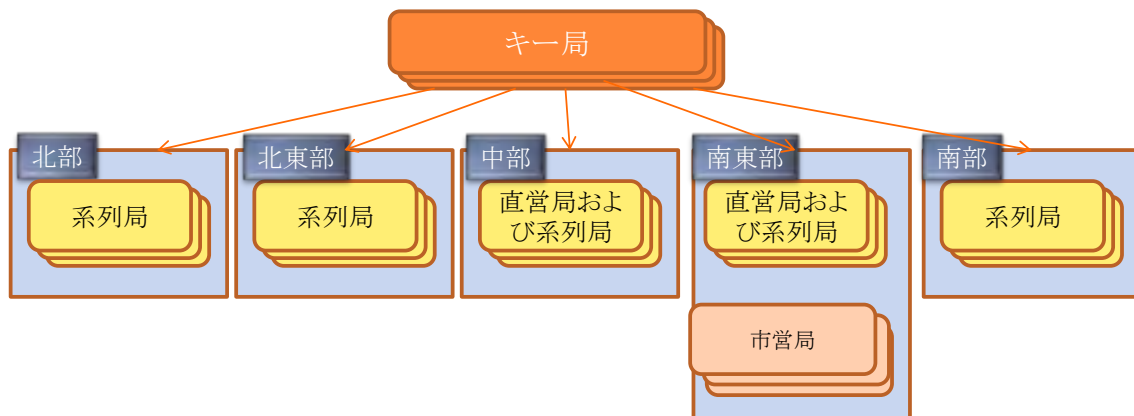 キー局
北部
北東部
中部
南東部
南部
系列局
系列局
直営局およ
び系列局
直営局およ
び系列局
系列局
市営局